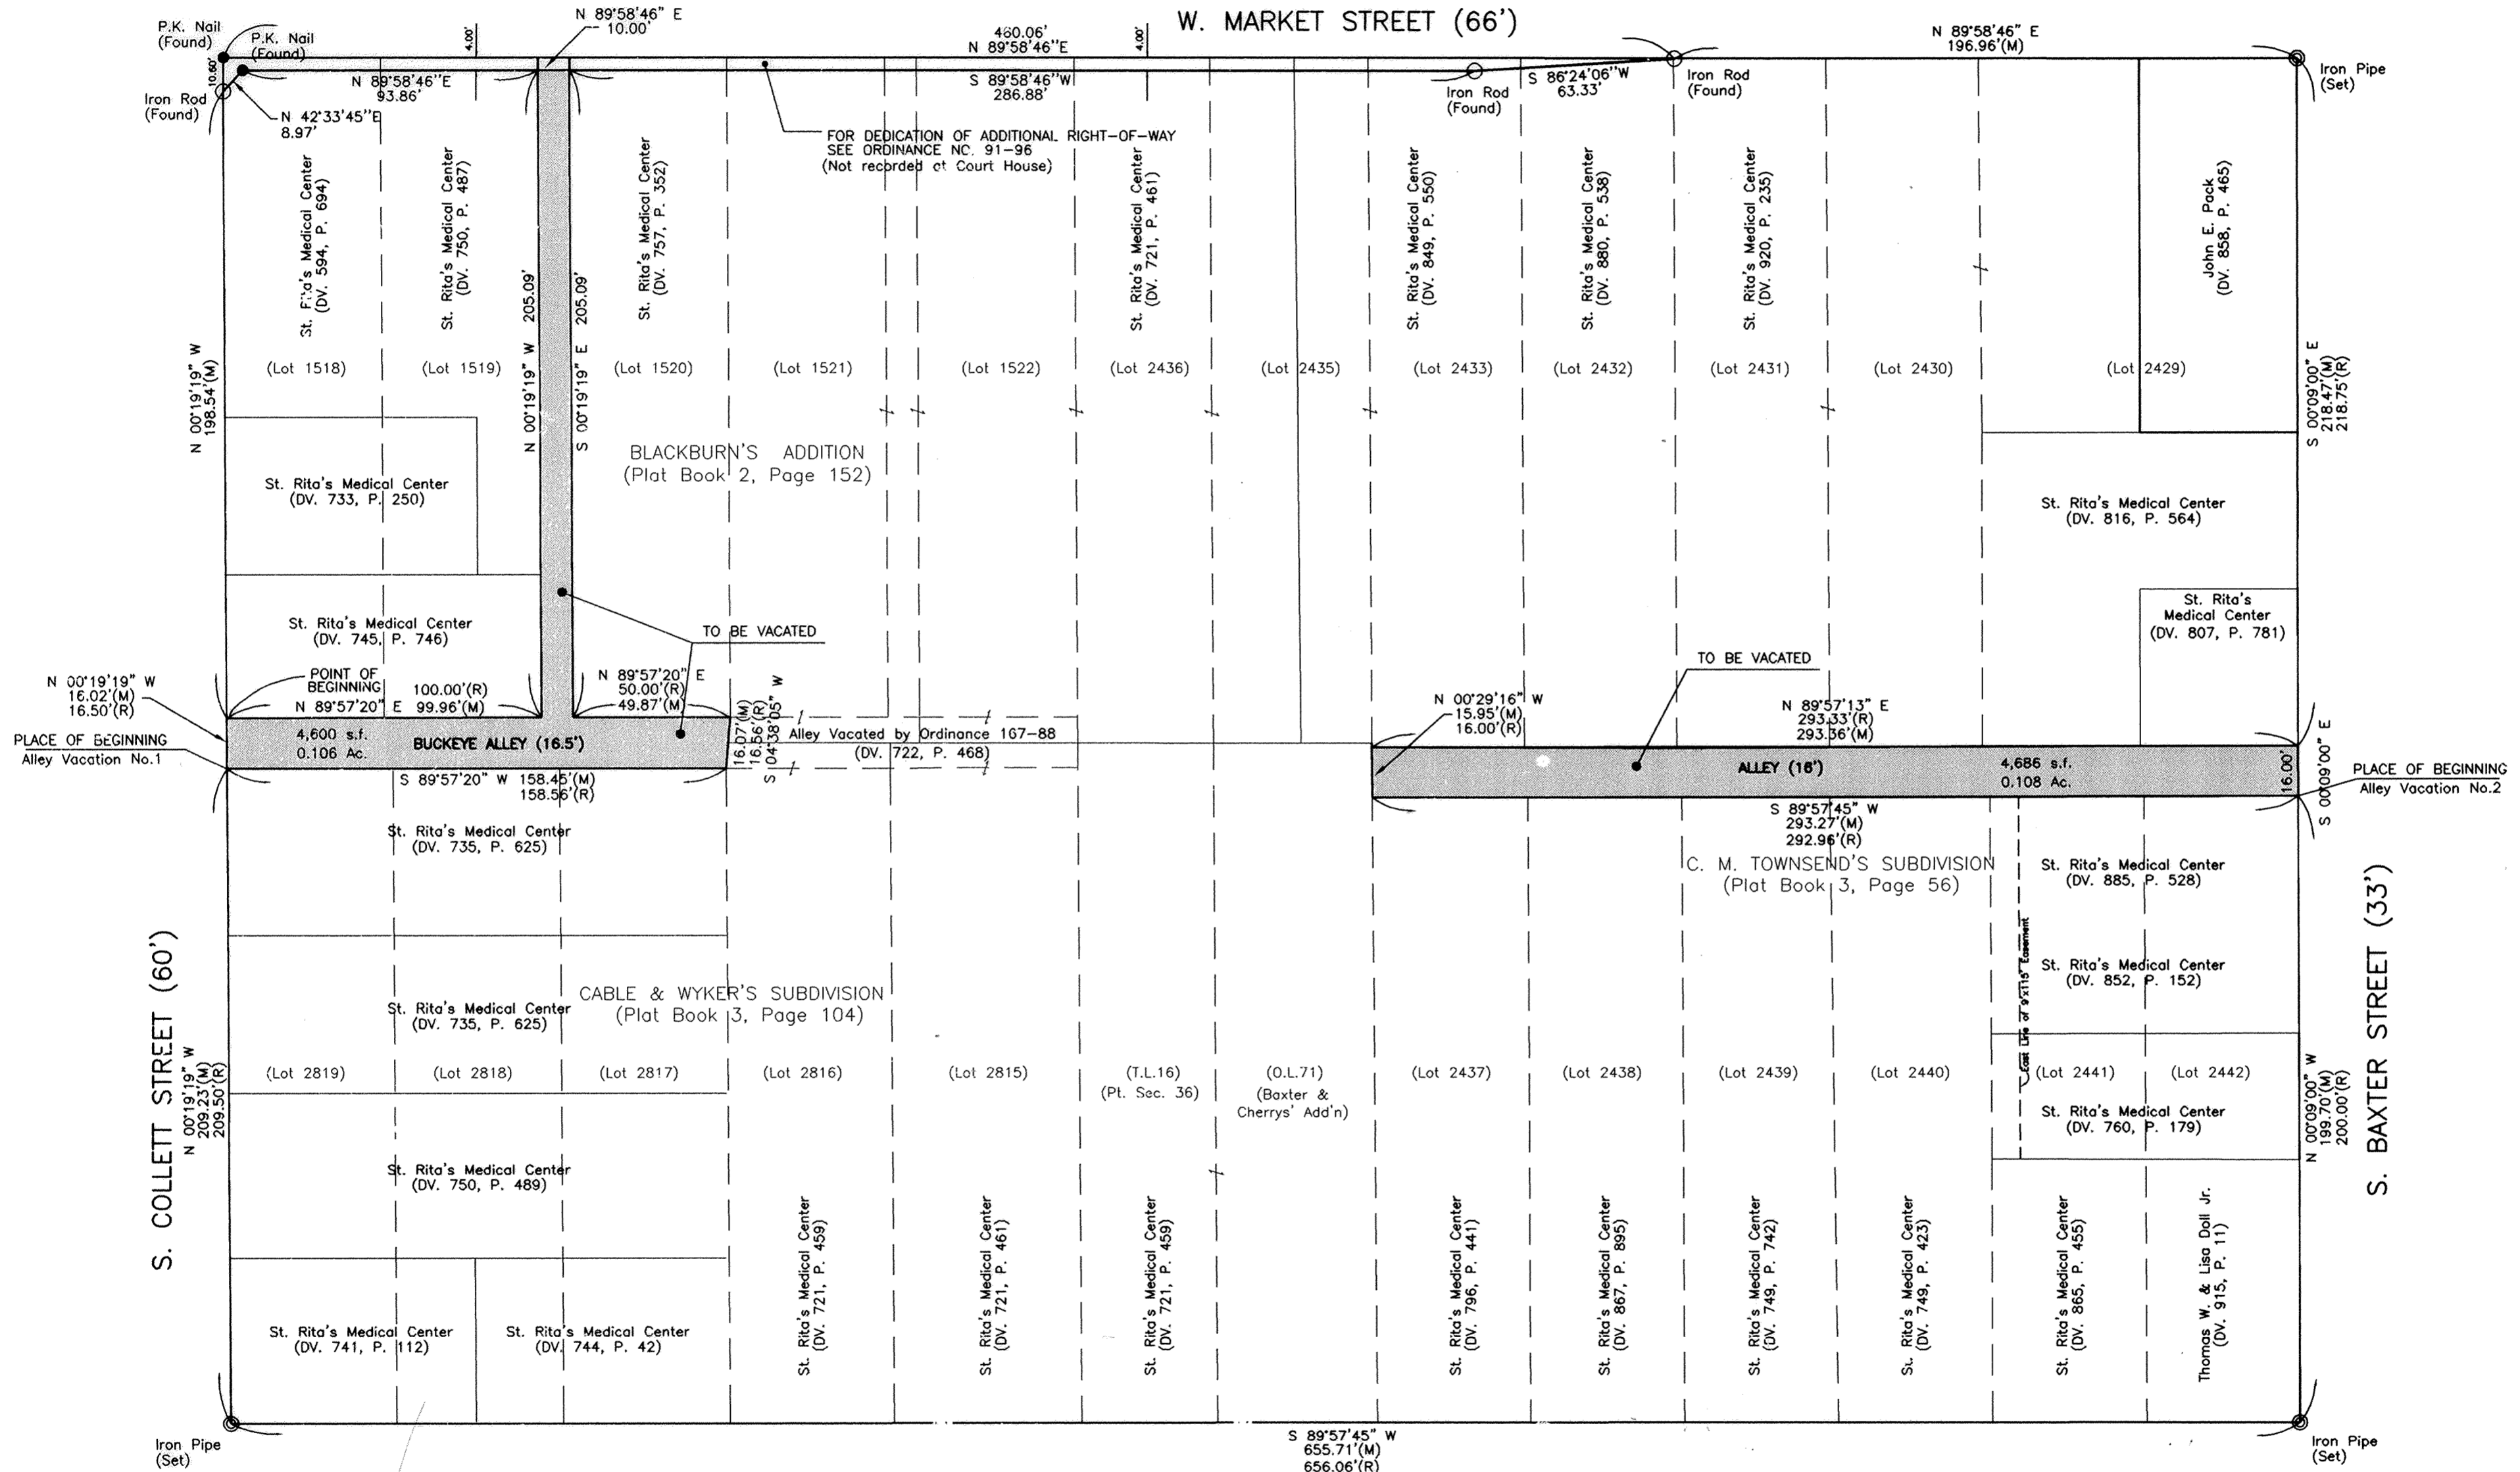 W. MARKET STREET (66')
P.K. Nail
(Found)
P.K. Nail
(Found)
10.60'
Iron Rod
(Found)
N 42°33'45"E
8.97'
4.00'
N 89°58'46"E
93.86'
N 89°58'46" E
10.00'
460.06'
N 89°58'46"E
S 89°58'46"W
286.88'
4.00'
FOR DEDICATION OF ADDITIONAL RIGHT-OF-WAY
SEE ORDINANCE NO. 91-96
(Not recorded at Court House)
Iron Rod
(Found)
S 86°24'06"W
63.33'
Iron Rod
(Found)
N 89°58'46" E
196.96'(M)
Iron Pipe
(Set)
St. Rita's Medical Center
(DV. 594, P. 694)
St. Rita's Medical Center
(DV. 750, P. 487)
N 00°19'19" W 205.09'
S 00°19'19" E 205.09'
St. Rita's Medical Center
(DV. 757, P. 352)
St. Rita's Medical Center
(DV. 721, P. 461)
St. Rita's Medical Center
(DV. 849, P. 550)
St. Rita's Medical Center
(DV. 880, P. 538)
St. Rita's Medical Center
(DV. 920, P. 235)
John E. Pack
(DV. 858, P. 465)
N 00°19'19" W
198.54'(M)
(Lot 1518)
(Lot 1519)
(Lot 1520)
(Lot 1521)
(Lot 1522)
(Lot 2436)
(Lot 2435)
(Lot 2433)
(Lot 2432)
(Lot 2431)
(Lot 2430)
(Lot 2429)
S 00°09'00" E
218.47'(M)
218.75'(R)
BLACKBURN'S ADDITION
(Plat Book 2, Page 152)
St. Rita's Medical Center
(DV. 733, P. 250)
St. Rita's Medical Center
(DV. 816, P. 564)
St. Rita's Medical Center
(DV. 745, P. 746)
TO BE VACATED
St. Rita's
Medical Center
(DV. 807, P. 781)
TO BE VACATED
N 00°19'19" W
16.02'(M)
16.50'(R)
POINT OF
BEGINNING
100.00'(R)
N 89°57'20" E 99.96'(M)
N 89°57'20" E
50.00'(R)
49.87'(M)
16.07'(M)
16.56'(R)
S 04°38'05" W
N 00°29'16" W
15.95'(M)
16.00'(R)
N 89°57'13" E
293.33'(R)
293.36'(M)
PLACE OF BEGINNING
Alley Vacation No.1
4,600 s.f.
0.106 Ac.
BUCKEYE ALLEY (16.5')
Alley Vacated by Ordinance 167-88
(DV. 722, P. 468)
ALLEY (16')
4,686 s.f.
0.108 Ac.
16.00'
S 00°09'00" E
PLACE OF BEGINNING
Alley Vacation No.2
S 89°57'20" W 158.45'(M)
158.56'(R)
S 89°57'45" W
293.27'(M)
292.96'(R)
St. Rita's Medical Center
(DV. 735, P. 625)
C. M. TOWNSEND'S SUBDIVISION
(Plat Book 3, Page 56)
St. Rita's Medical Center
(DV. 885, P. 528)
East Line of 9'x115' Easement
St. Rita's Medical Center
(DV. 852, P. 152)
S. COLLETT STREET (60')
S. BAXTER STREET (33')
CABLE & WYKER'S SUBDIVISION
(Plat Book 3, Page 104)
St. Rita's Medical Center
(DV. 735, P. 625)
N 00°19'19" W
209.23'(M)
209.50'(R)
(Lot 2819)
(Lot 2818)
(Lot 2817)
(Lot 2816)
(Lot 2815)
(T.L.16)
(Pt. Sec. 36)
(O.L.71)
(Baxter &
Cherrys' Add'n)
(Lot 2437)
(Lot 2438)
(Lot 2439)
(Lot 2440)
(Lot 2441)
(Lot 2442)
N 00°09'00" W
199.70'(M)
200.00'(R)
St. Rita's Medical Center
(DV. 760, P. 179)
St. Rita's Medical Center
(DV. 750, P. 489)
St. Rita's Medical Center
(DV. 721, P. 459)
St. Rita's Medical Center
(DV. 721, P. 461)
St. Rita's Medical Center
(DV. 721, P. 459)
St. Rita's Medical Center
(DV. 796, P. 441)
St. Rita's Medical Center
(DV. 867, P. 895)
St. Rita's Medical Center
(DV. 749, P. 742)
St. Rita's Medical Center
(DV. 749, P. 423)
St. Rita's Medical Center
(DV. 865, P. 455)
Thomas W. & Lisa Doll Jr.
(DV. 915, P. 11)
St. Rita's Medical Center
(DV. 741, P. 112)
St. Rita's Medical Center
(DV. 744, P. 42)
Iron Pipe
(Set)
S 89°57'45" W
655.71'(M)
656.06'(R)
Iron Pipe
(Set)